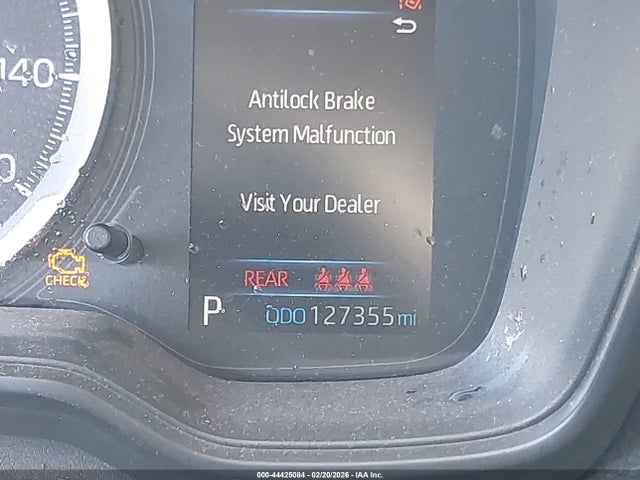 140
Antilock Brake
System Malfunction
Visit Your Dealer
CHECK
REAR
P ODO 127355 mi
000-44425084 - 02/20/2026 - IAA Inc.